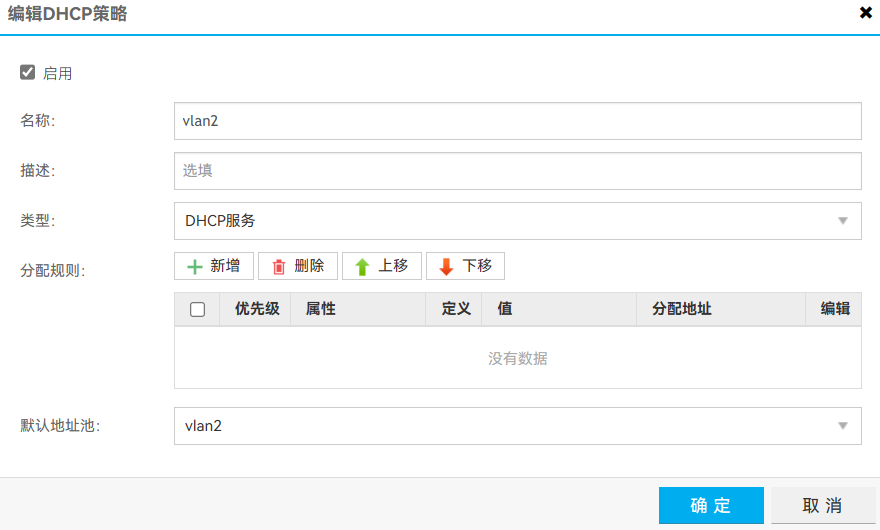 编辑DHCP策略
启用
名称:
vlan2
描述:
选填
类型:
DHCP服务
分配规则:
新增 删除 上移 下移
优先级 属性 定义 值 分配地址 编辑
没有数据
默认地址池:
vlan2
确 定 取 消